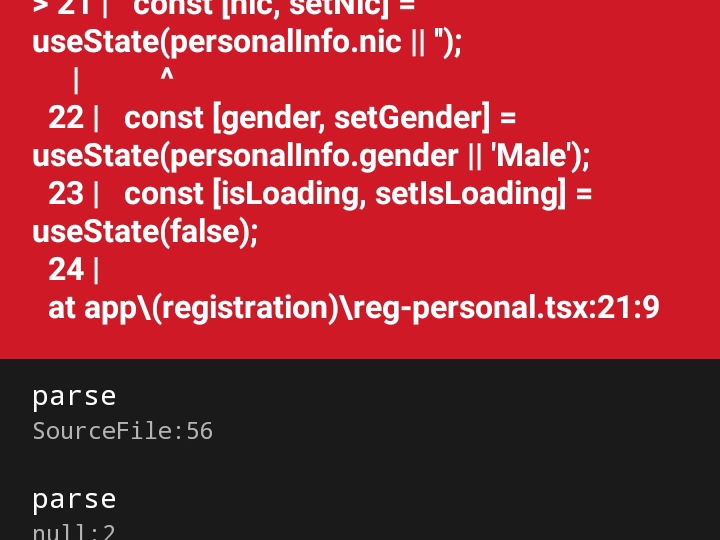 > 21 |   const [nic, setNic] =
useState(personalInfo.nic || '');
     |          ^
  22 |   const [gender, setGender] =
useState(personalInfo.gender || 'Male');
  23 |   const [isLoading, setIsLoading] =
useState(false);
  24 |
  at app\(registration)\reg-personal.tsx:21:9
parse
SourceFile:56
parse
null:2